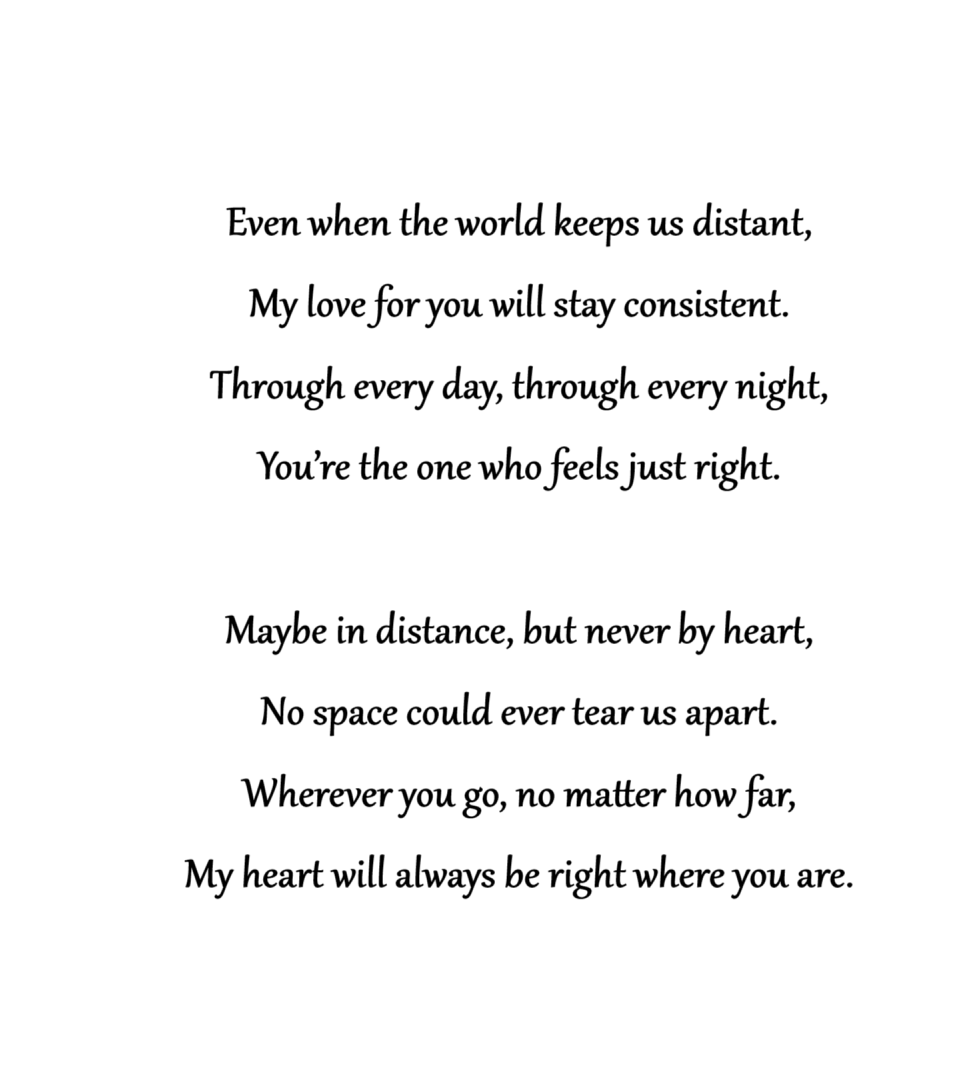 Even when the world keeps us distant,
My love for you will stay consistent.
Through every day, through every night,
You’re the one who feels just right.
Maybe in distance, but never by heart,
No space could ever tear us apart.
Wherever you go, no matter how far,
My heart will always be right where you are.